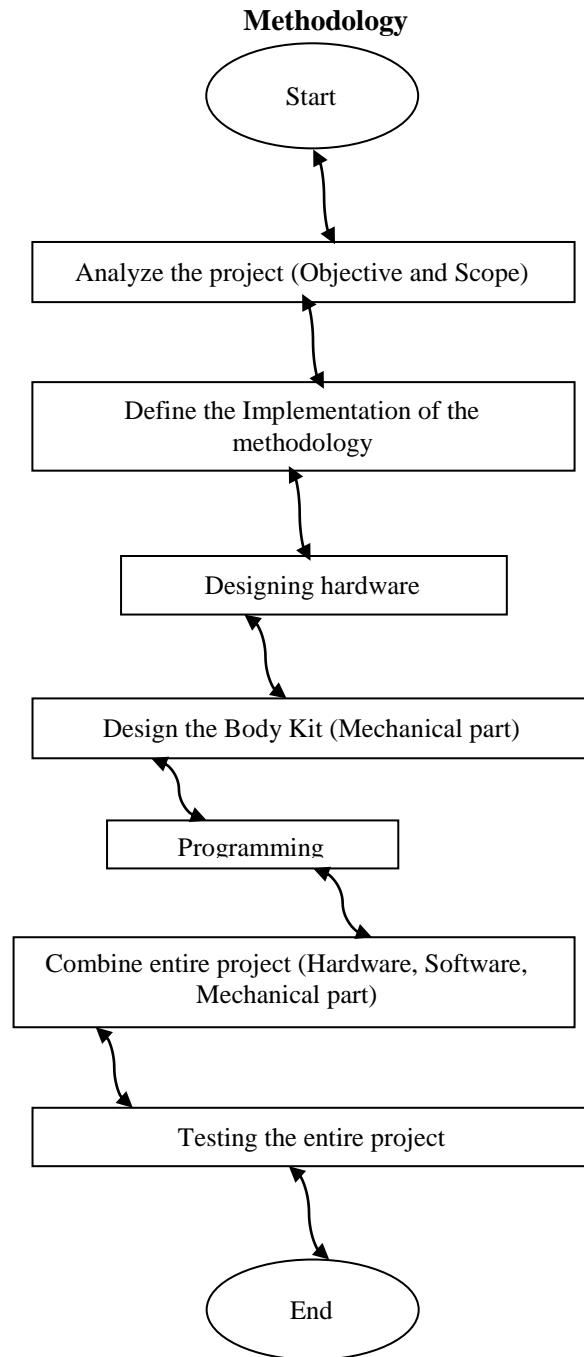 Methodology
Start
Analyze the project (Objective and Scope)
Define the Implementation of the
methodology
Designing hardware
Design the Body Kit (Mechanical part)
Programming
Combine entire project (Hardware, Software,
Mechanical part)
Testing the entire project
End